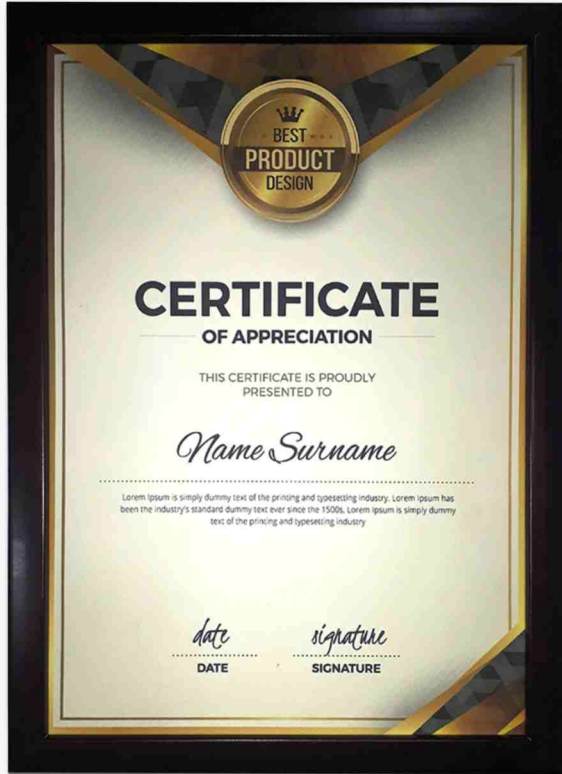 BEST
PRODUCT
DESIGN
CERTIFICATE
OF APPRECIATION
THIS CERTIFICATE IS PROUDLY
PRESENTED TO
Name Surname
Lorem Ipsum is simply dummy text of the printing and typesetting industry. Lorem Ipsum has
been the industry's standard dummy text ever since the 1500s, Lorem Ipsum is simply dummy
text of the printing and typesetting industry
date signature
DATE SIGNATURE